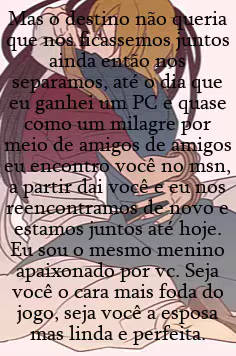 Mas o destino não queria
que nos ficassemos juntos
ainda então nos
separamos, até o dia que
eu ganhei um PC e quase
como um milagre por
meio de amigos de amigos
eu encontro você no msn,
a partir dai você e eu nos
reencontramos de novo e
estamos juntos até hoje.
Eu sou o mesmo menino
apaixonado por vc. Seja
você o cara mais foda do
jogo, seja você a esposa
mas linda e perfeita.